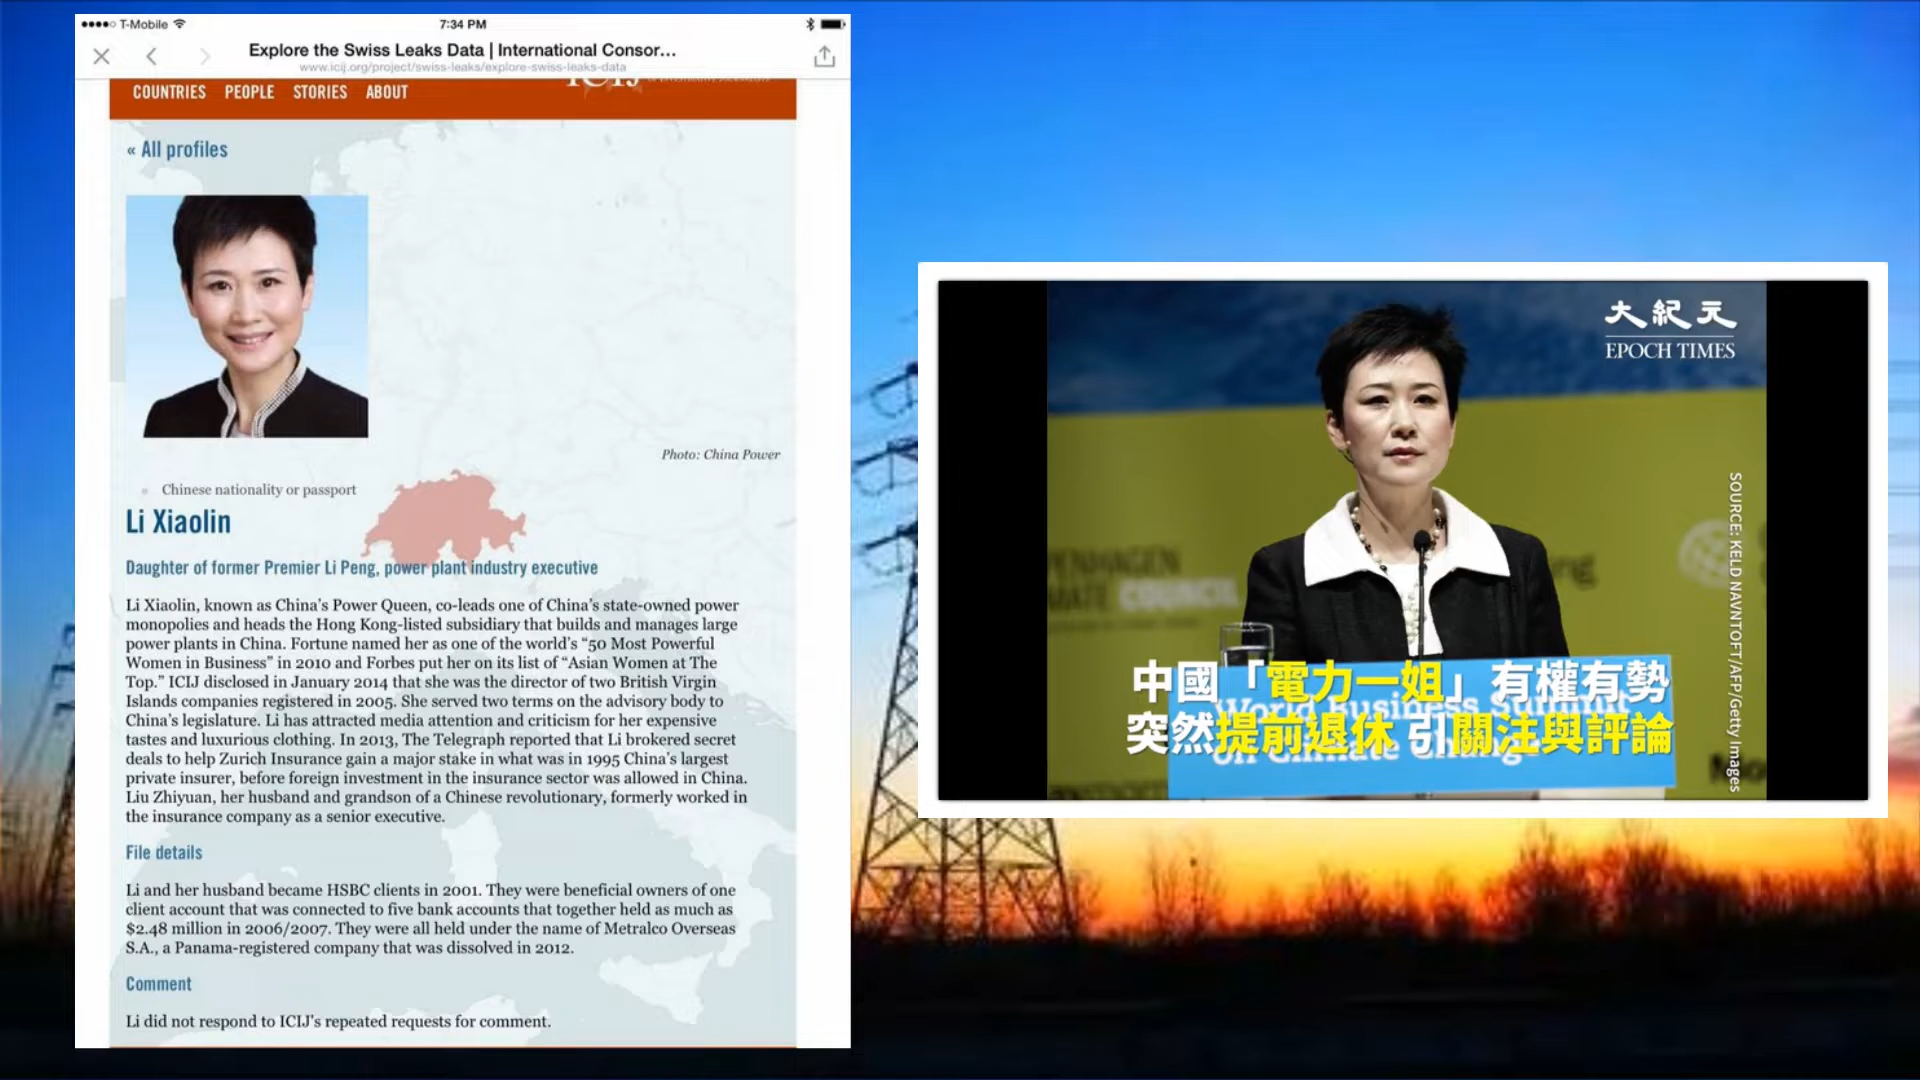 T-Mobile
7:34 PM
Explore the Swiss Leaks Data | International Consor...
www.icij.org/project/swiss-leaks/explore-swiss-leaks-data
ICIJ
COUNTRIES PEOPLE STORIES ABOUT
« All profiles
Photo: China Power
Chinese nationality or passport
Li Xiaolin
Daughter of former Premier Li Peng, power plant industry executive
Li Xiaolin, known as China's Power Queen, co-leads one of China's state-owned power
monopolies and heads the Hong Kong-listed subsidiary that builds and manages large
power plants in China. Fortune named her as one of the world's "50 Most Powerful
Women in Business" in 2010 and Forbes put her on its list of "Asian Women at The
Top." ICIJ disclosed in January 2014 that she was the director of two British Virgin
Islands companies registered in 2005. She served two terms on the advisory body to
China's legislature. Li has attracted media attention and criticism for her expensive
tastes and luxurious clothing. In 2013, The Telegraph reported that Li brokered secret
deals to help Zurich Insurance gain a major stake in what was in 1995 China's largest
private insurer, before foreign investment in the insurance sector was allowed in China.
Liu Zhiyuan, her husband and grandson of a Chinese revolutionary, formerly worked in
the insurance company as a senior executive.
File details
Li and her husband became HSBC clients in 2001. They were beneficial owners of one
client account that was connected to five bank accounts that together held as much as
$2.48 million in 2006/2007. They were all held under the name of Metralco Overseas
S.A., a Panama-registered company that was dissolved in 2012.
Comment
Li did not respond to ICIJ's repeated requests for comment.
大紀元
EPOCH TIMES
SOURCE: KELD NAVNTOFT/AFP/Getty Images
PENHAGEN
MATE COUNCIL
中國「電力一姐」有權有勢
World Business Summit
突然提前退休 引關注與評論
on Climate Change